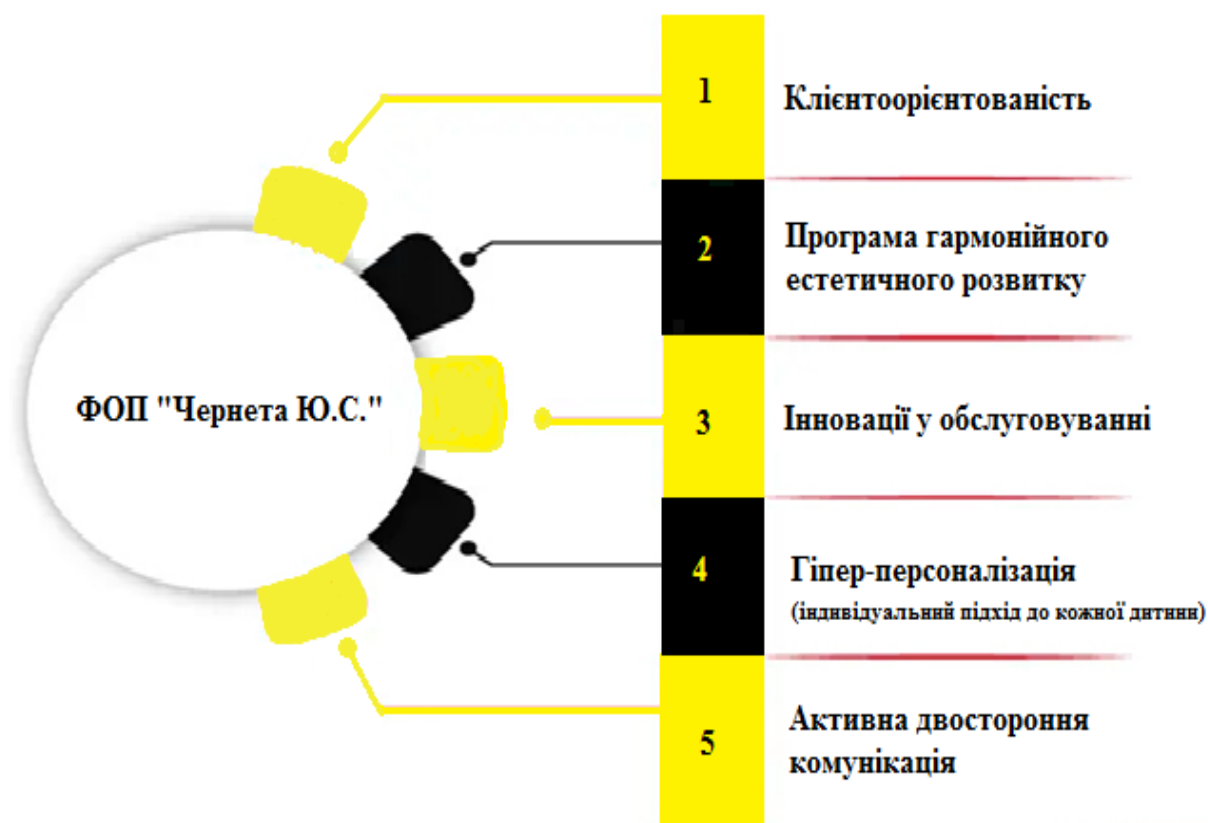 1
Клієнтоорієнтованість
2
Програма гармонійного
естетичного розвитку
ФОП "Чернета Ю.С."
3
Інновації у обслуговуванні
4
Гіпер-персоналізація
(індивідуальний підхід до кожної дитини)
5
Активна двостороння
комунікація